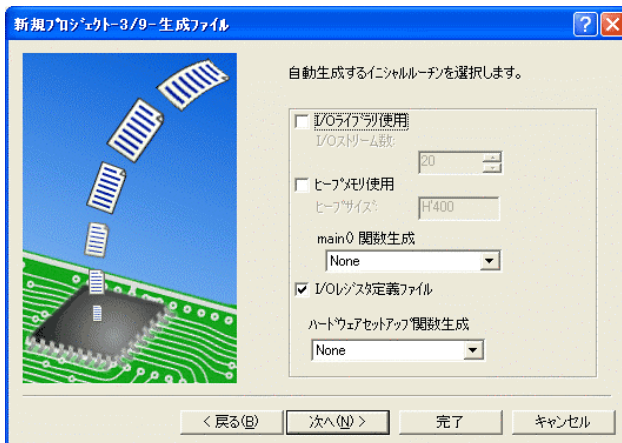 新規ﾌﾟﾛｼﾞｪｸﾄ-3/9-生成ﾌｧｲﾙ
自動生成するｲﾆｼｬﾙﾙｰﾁﾝを選択します。
I/Oﾗｲﾌﾞﾗﾘ使用
I/Oｽﾄﾘｰﾑ数:
20
ﾋｰﾌﾟﾒﾓﾘ使用
ﾋｰﾌﾟｻｲｽﾞ:
H'400
main() 関数生成
None
I/Oﾚｼﾞｽﾀ定義ﾌｧｲﾙ
ﾊｰﾄﾞｳｪｱｾｯﾄｱｯﾌﾟ関数生成
None
< 戻る(B)
次へ(N) >
完了
ｷｬﾝｾﾙ